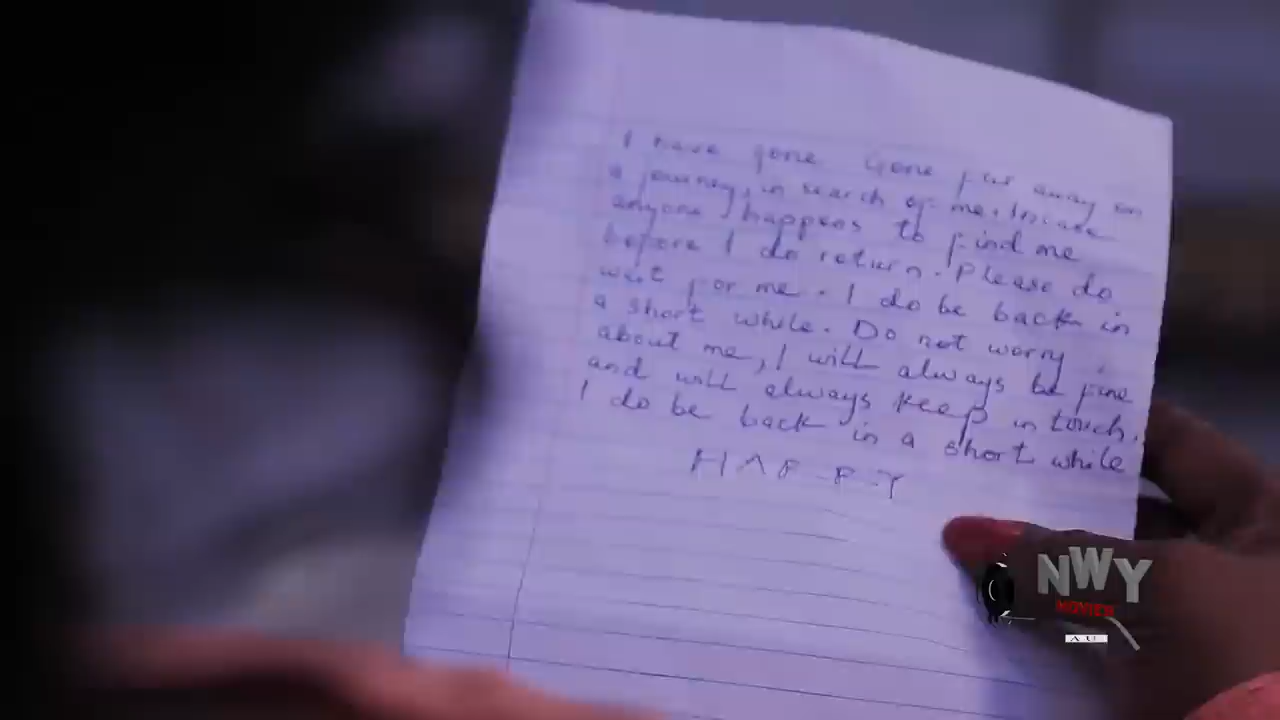 I have gone. Gone far away on
a journey, in search of me. Incase
anyone happens to find me
before I do return. Please do
wait for me. I do be back in
a short while. Do not worry
about me, I will always be fine
and will always keep in touch.
I do be back in a short while
HAPPY
NWY
MOVIES